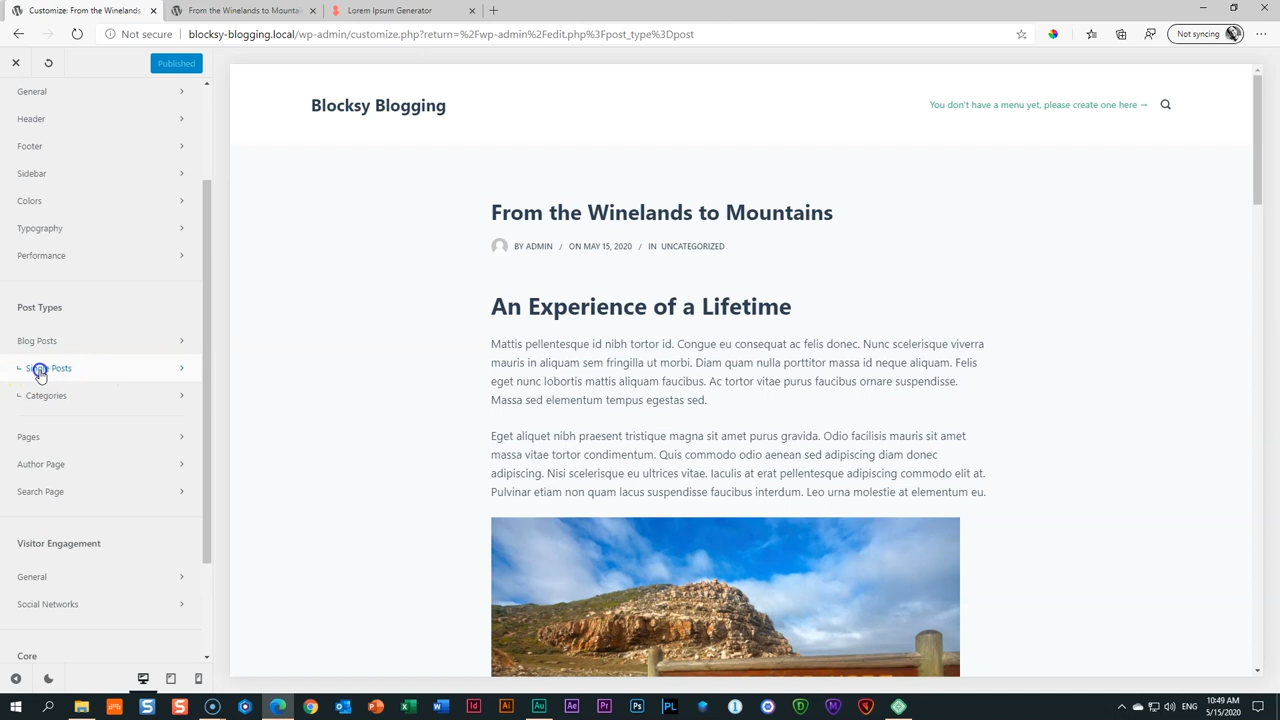 Customize: From the Winelands
From the Winelands to Mounta
Lorem Ipsum Generator
Not secure
blocksy-blogging.local/wp-admin/customize.php?return=%2Fwp-admin%2Fedit.php%3Fpost_type%3Dpost
Not syncing
Published
General
Header
Footer
Sidebar
Colors
Typography
Performance
Post Types
Blog Posts
Posts
Categories
Pages
Author Page
Search Page
Visitor Engagement
General
Social Networks
Core
Blocksy Blogging
You don't have a menu yet, please create one here →
From the Winelands to Mountains
BY ADMIN / ON MAY 15, 2020 / IN UNCATEGORIZED
An Experience of a Lifetime
Mattis pellentesque id nibh tortor id. Congue eu consequat ac felis donec. Nunc scelerisque viverra
mauris in aliquam sem fringilla ut morbi. Diam quam nulla porttitor massa id neque aliquam. Felis
eget nunc lobortis mattis aliquam faucibus. Ac tortor vitae purus faucibus ornare suspendisse.
Massa sed elementum tempus egestas sed.
Eget aliquet nibh praesent tristique magna sit amet purus gravida. Odio facilisis mauris sit amet
massa vitae tortor condimentum. Quis commodo odio aenean sed adipiscing diam donec
adipiscing. Nisi scelerisque eu ultrices vitae. Iaculis at erat pellentesque adipiscing commodo elit at.
Pulvinar etiam non quam lacus suspendisse faucibus interdum. Leo urna molestie at elementum eu.
10:49 AM
5/15/2020